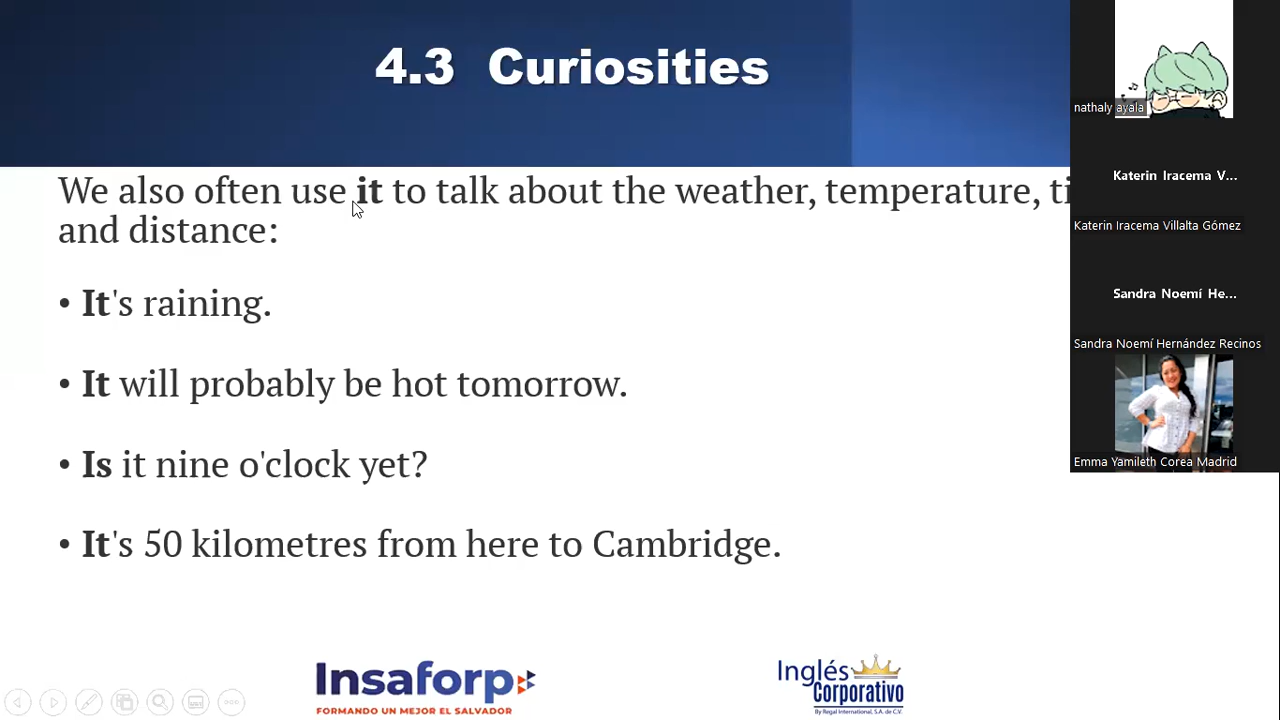 4.3 Curiosities
We also often use it to talk about the weather, temperature, ti
and distance:
• It's raining.
• It will probably be hot tomorrow.
• Is it nine o'clock yet?
• It's 50 kilometres from here to Cambridge.
Insaforp
FORMANDO UN MEJOR EL SALVADOR
Inglés
Corporativo
By Regal International, S.A. de C.V.
nathaly ayala
Katerin Iracema V...
Katerin Iracema Villalta Gómez
Sandra Noemí He...
Sandra Noemí Hernández Recinos
Emma Yamileth Corea Madrid